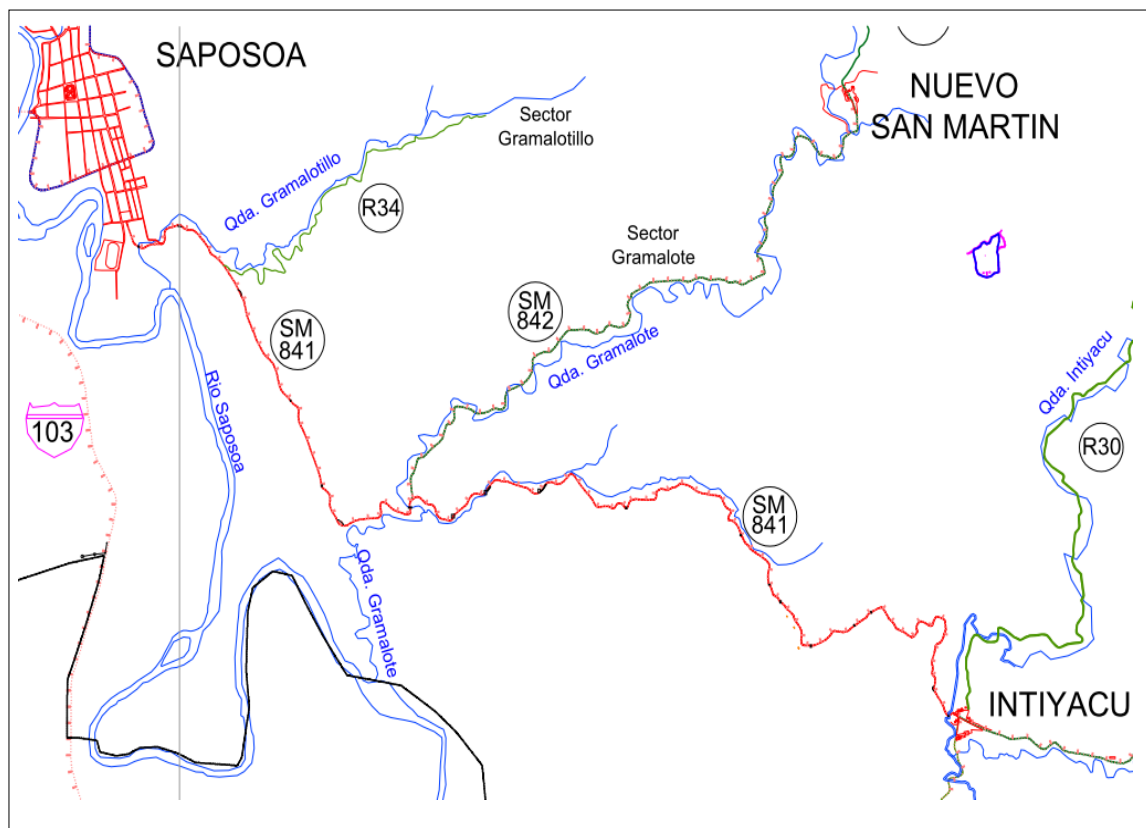 SAPOSOA
NUEVO
SAN MARTIN
Sector
Gramalotillo
Qda. Gramalotillo
R34
Sector
Gramalote
SM
842
SM
841
Qda. Gramalote
Qda. Intiyacu
Rio Saposoa
103
R30
SM
841
Qda. Gramalote
INTIYACU